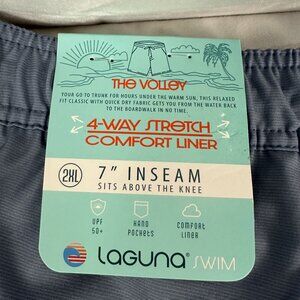 THE VOLLEY
YOUR GO TO TRUNK FOR HOURS UNDER THE WARM SUN, THIS RELAXED
FIT CLASSIC WITH QUICK DRY FABRIC GETS YOU FROM THE WATER BACK
TO THE BOARDWALK IN NO TIME.
4-WAY STRETCH
COMFORT LINER
2XL
7" INSEAM
SITS ABOVE THE KNEE
UPF
50+
HAND
POCKETS
COMFORT
LINER
LAGUNA® SWIM